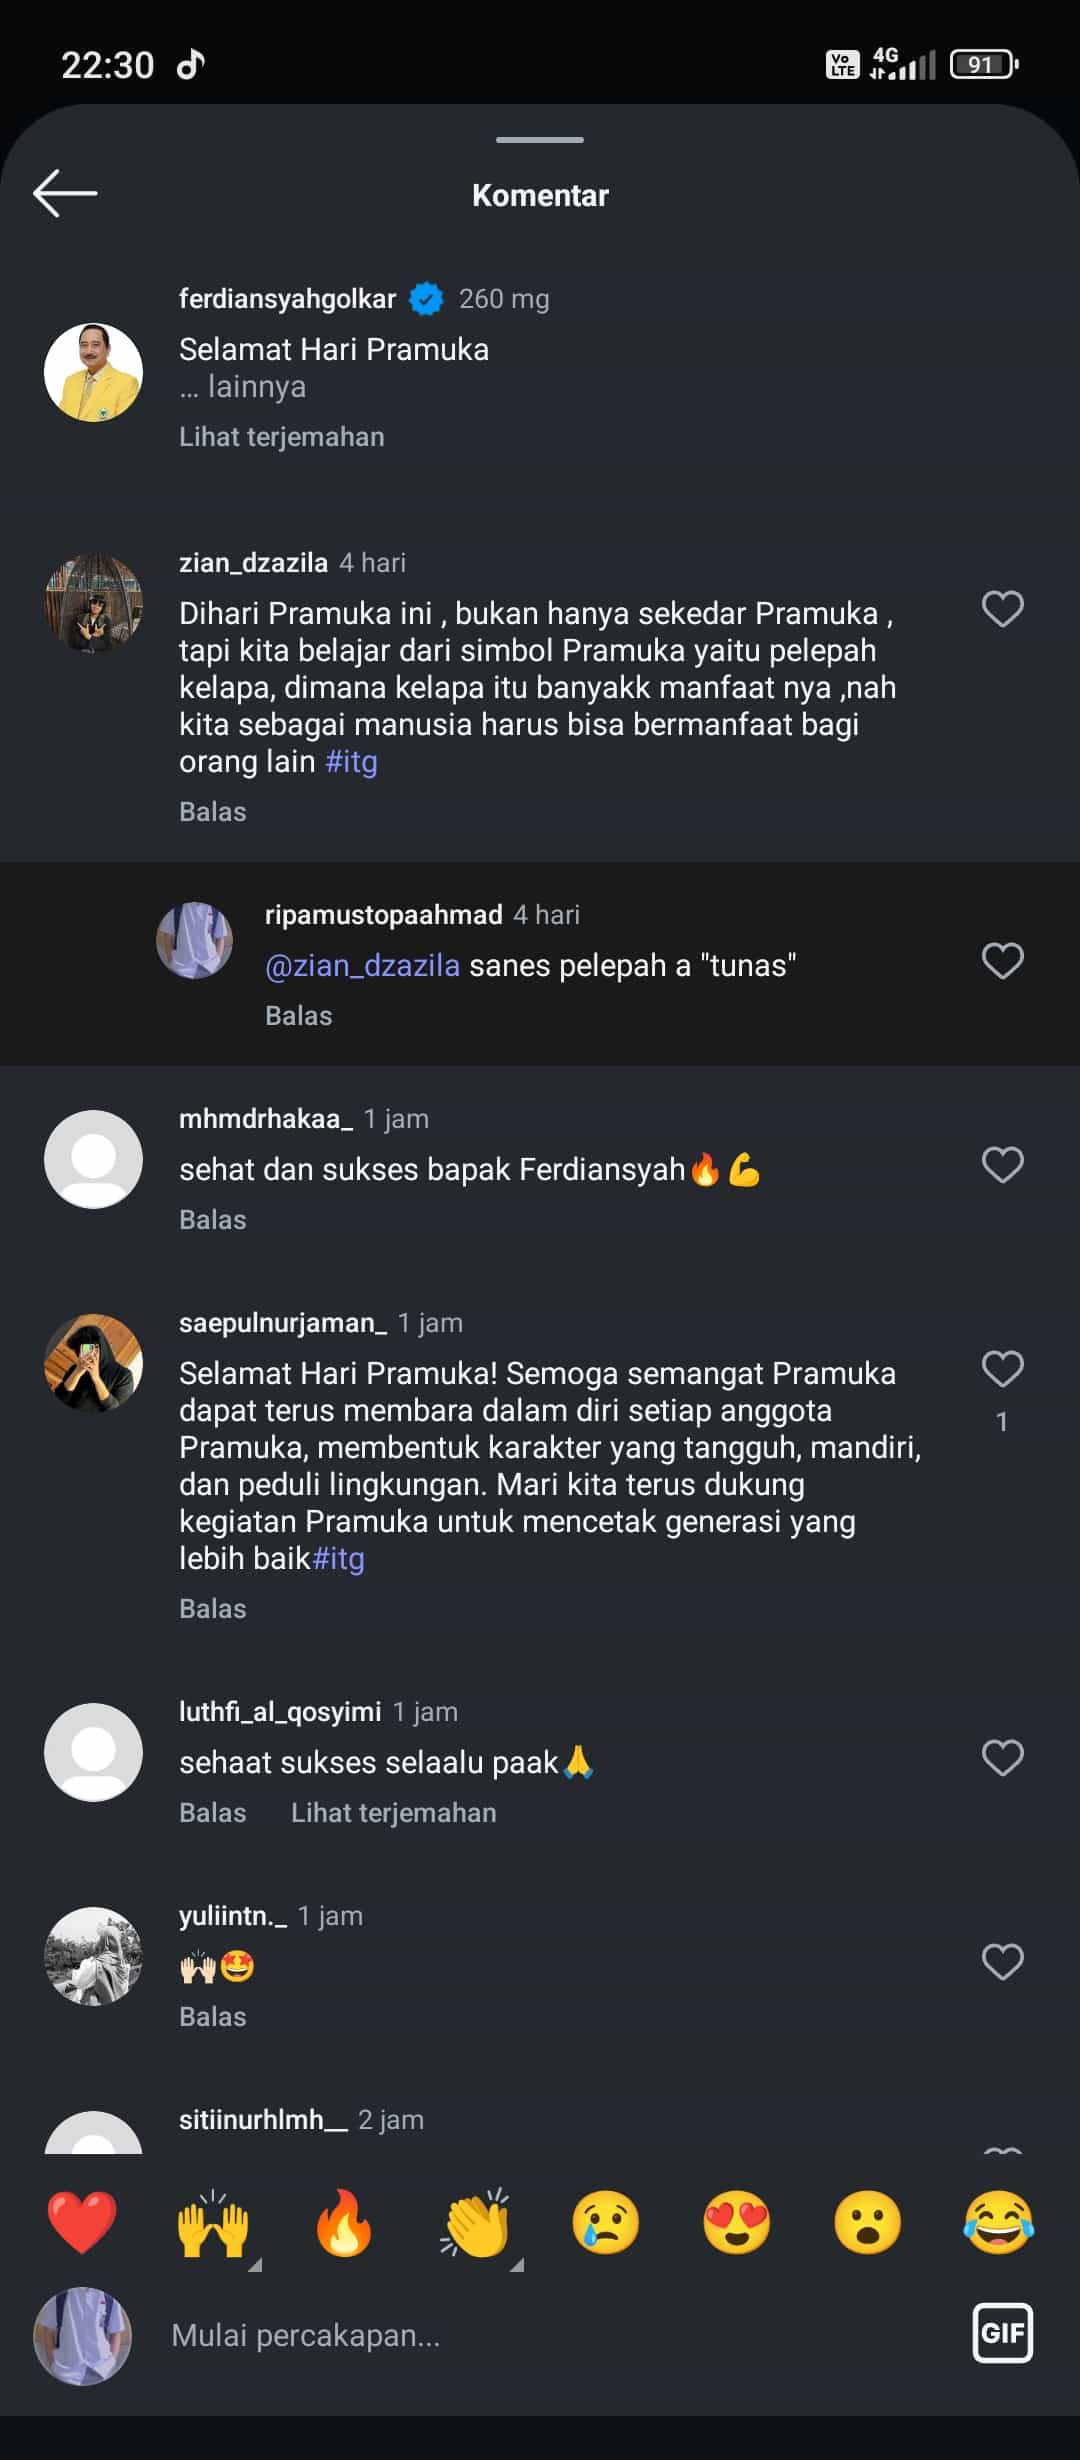 22:30
Vo LTE 4G 91
Komentar
ferdiansyahgolkar 260 mg
Selamat Hari Pramuka
... lainnya
Lihat terjemahan
zian_dzazila 4 hari
Dihari Pramuka ini , bukan hanya sekedar Pramuka ,
tapi kita belajar dari simbol Pramuka yaitu pelepah
kelapa, dimana kelapa itu banyakk manfaat nya ,nah
kita sebagai manusia harus bisa bermanfaat bagi
orang lain #itg
Balas
ripamustopaahmad 4 hari
@zian_dzazila sanes pelepah a "tunas"
Balas
mhmdrhakaa_ 1 jam
sehat dan sukses bapak Ferdiansyah🔥💪
Balas
saepulnurjaman_ 1 jam
Selamat Hari Pramuka! Semoga semangat Pramuka
dapat terus membara dalam diri setiap anggota
Pramuka, membentuk karakter yang tangguh, mandiri,
dan peduli lingkungan. Mari kita terus dukung
kegiatan Pramuka untuk mencetak generasi yang
lebih baik#itg
1
Balas
luthfi_al_qosyimi 1 jam
sehaat sukses selaalu paak🙏
Balas Lihat terjemahan
yuliintn._ 1 jam
🙌🏻🤩
Balas
sitiinurhlmh__ 2 jam
Mulai percakapan...
GIF